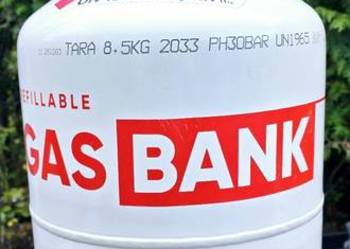 TARA 8.5KG 2033 PH30BAR UN1965
REFILLABLE
GAS BANK